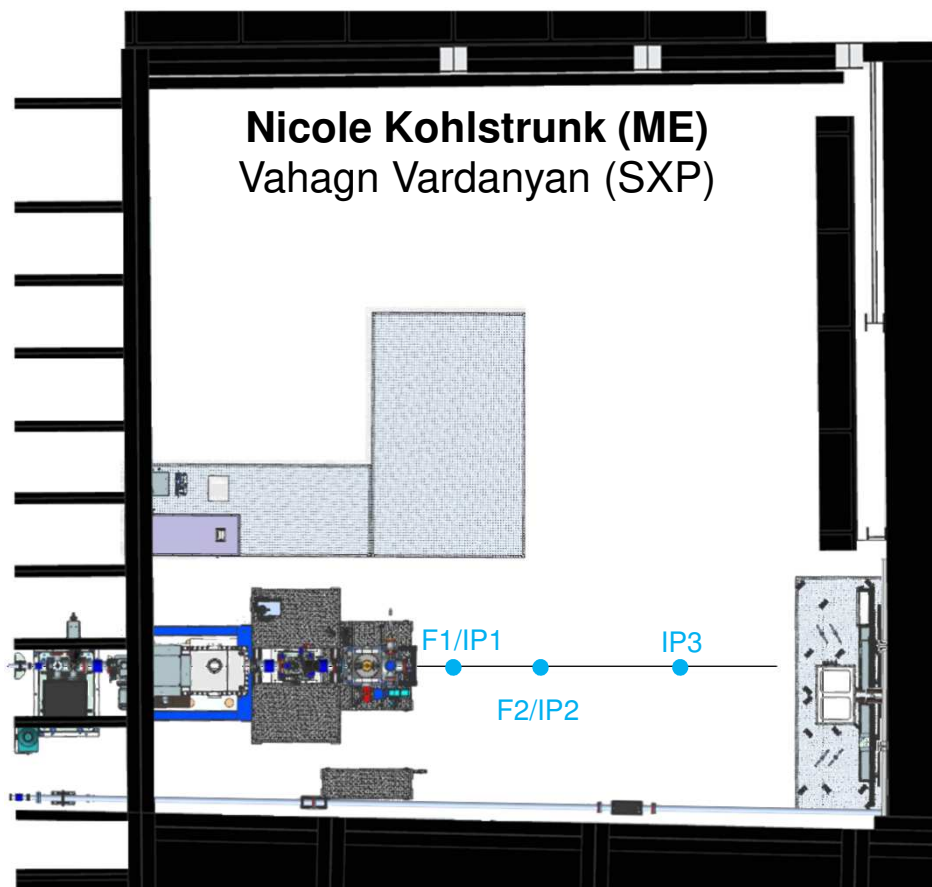 Nicole Kohlstrunk (ME)
Vahagn Vardanyan (SXP)
F1/IP1
IP3
F2/IP2